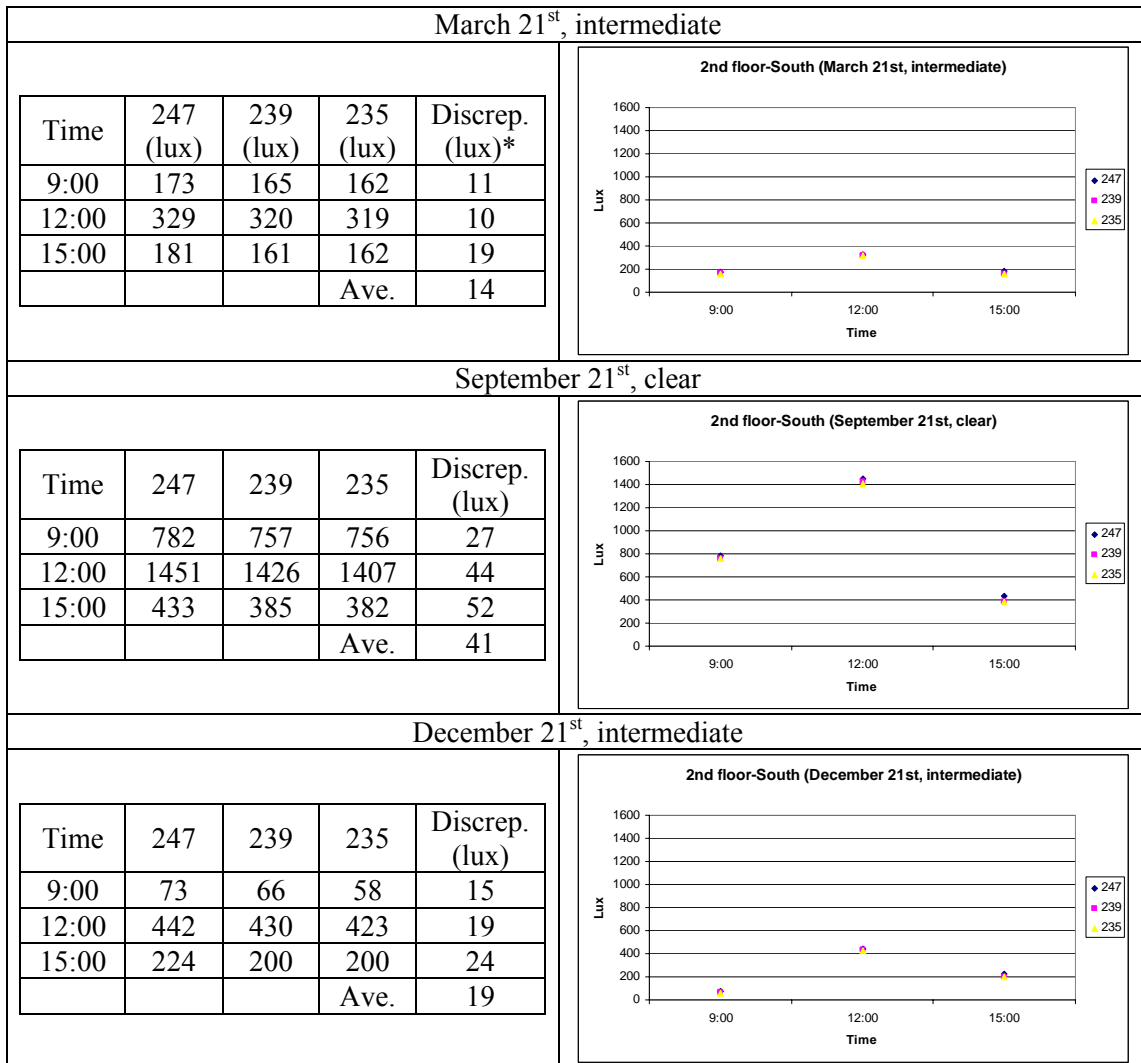 March 21st, intermediate
Time 247 (lux) 239 (lux) 235 (lux) Discrep. (lux)*
9:00 173 165 162 11
12:00 329 320 319 10
15:00 181 161 162 19
Ave. 14
2nd floor-South (March 21st, intermediate)
1600
1400
1200
1000
800
600
400
200
0
Lux
9:00 12:00 15:00
Time
247
239
235
September 21st, clear
Time 247 239 235 Discrep. (lux)
9:00 782 757 756 27
12:00 1451 1426 1407 44
15:00 433 385 382 52
Ave. 41
2nd floor-South (September 21st, clear)
1600
1400
1200
1000
800
600
400
200
0
Lux
9:00 12:00 15:00
Time
247
239
235
December 21st, intermediate
Time 247 239 235 Discrep. (lux)
9:00 73 66 58 15
12:00 442 430 423 19
15:00 224 200 200 24
Ave. 19
2nd floor-South (December 21st, intermediate)
1600
1400
1200
1000
800
600
400
200
0
Lux
9:00 12:00 15:00
Time
247
239
235